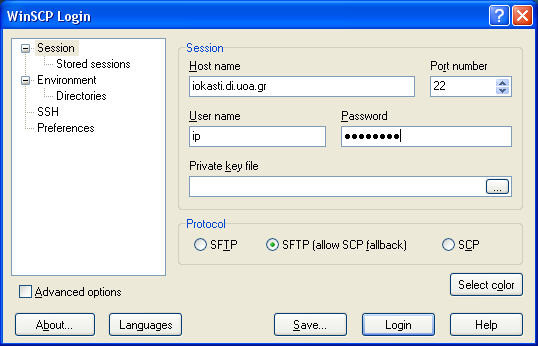 WinSCP Login
Session
Stored sessions
Environment
Directories
SSH
Preferences
Advanced options
Session
Host name
Port number
iokasti.di.uoa.gr
22
User name
Password
ip
●●●●●●●●
Private key file
...
Protocol
SFTP
SFTP (allow SCP fallback)
SCP
Select color
About...
Languages
Save...
Login
Help